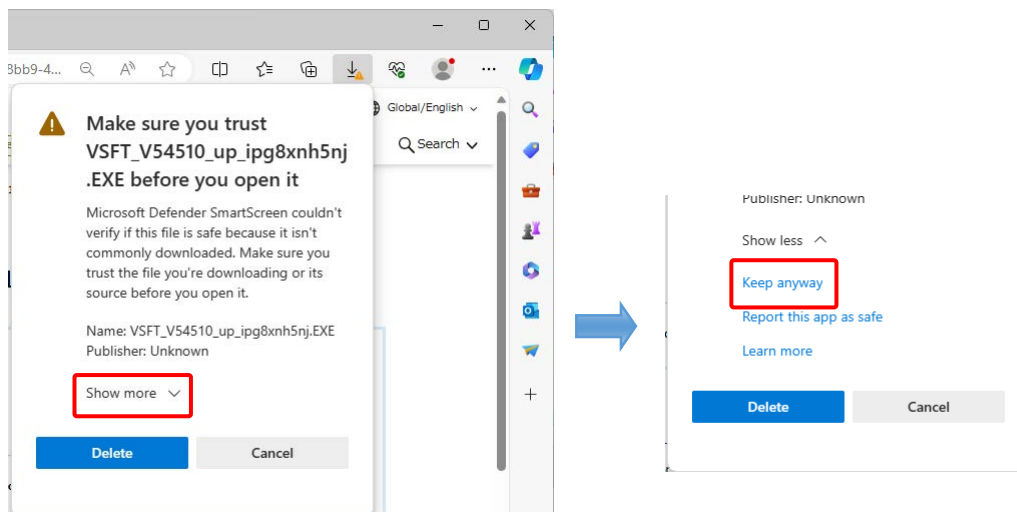 8bb9-4...
Global/English
Search
Make sure you trust
VSFT_V54510_up_ipg8xnh5nj
.EXE before you open it
Microsoft Defender SmartScreen couldn't
verify if this file is safe because it isn't
commonly downloaded. Make sure you
trust the file you're downloading or its
source before you open it.
Name: VSFT_V54510_up_ipg8xnh5nj.EXE
Publisher: Unknown
Show more
Delete Cancel
Publisher: Unknown
Show less
Keep anyway
Report this app as safe
Learn more
Delete Cancel